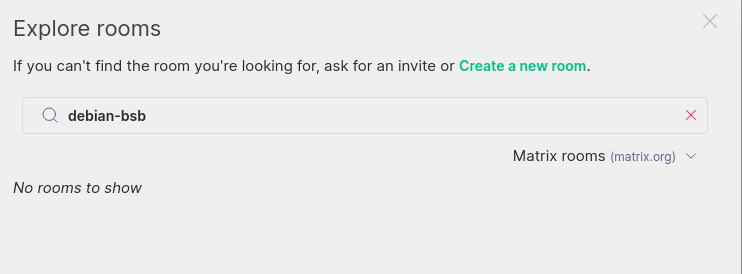 Explore rooms
If you can't find the room you're looking for, ask for an invite or Create a new room.
debian-bsb
Matrix rooms (matrix.org)
No rooms to show